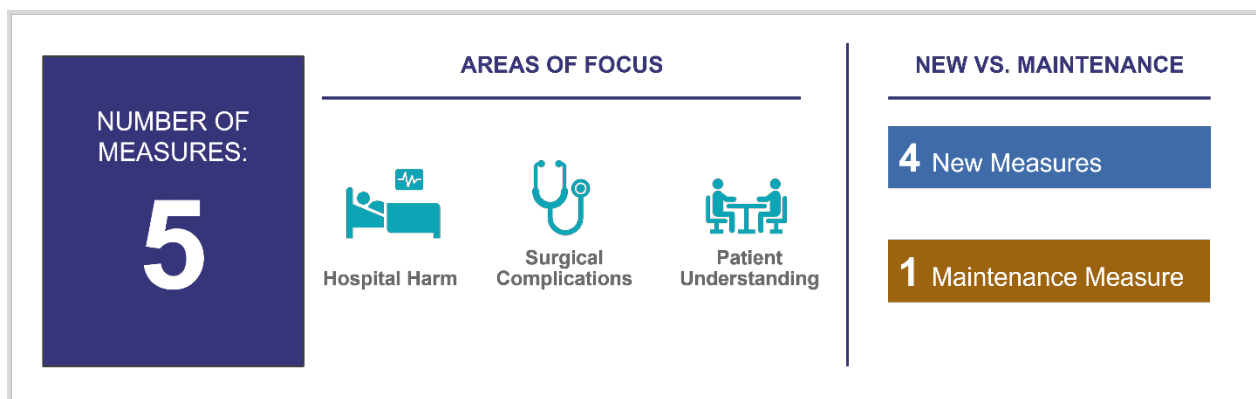 NUMBER OF
MEASURES:
5
AREAS OF FOCUS
Hospital Harm
Surgical
Complications
Patient
Understanding
NEW VS. MAINTENANCE
4 New Measures
1 Maintenance Measure